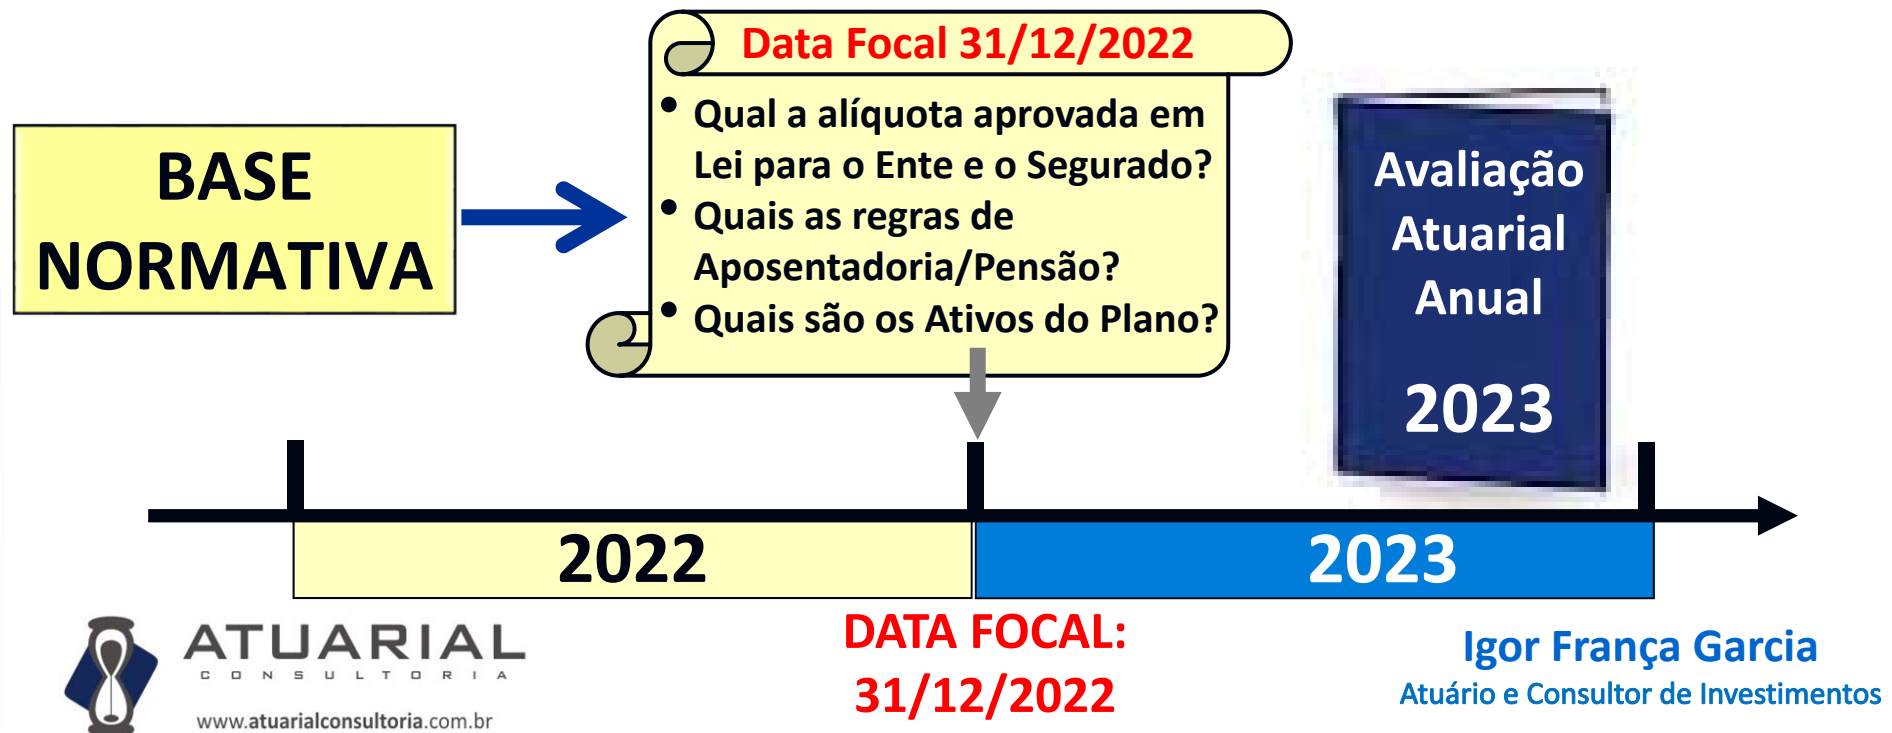 Data Focal 31/12/2022
BASE
NORMATIVA
• Qual a alíquota aprovada em
Lei para o Ente e o Segurado?
• Quais as regras de
Aposentadoria/Pensão?
• Quais são os Ativos do Plano?
Avaliação
Atuarial
Anual
2023
2022
2023
DATA FOCAL:
31/12/2022
ATUARIAL
CONSULTORIA
www.atuarialconsultoria.com.br
Igor França Garcia
Atuário e Consultor de Investimentos